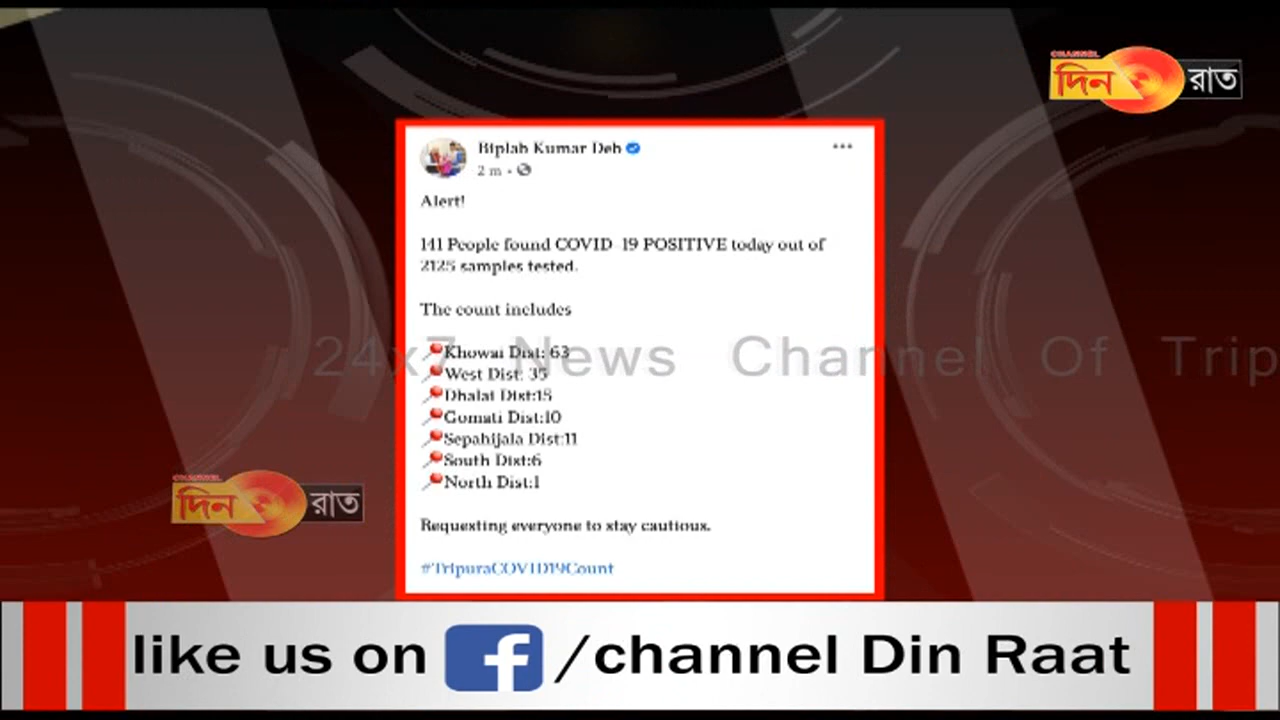 CHANNEL
দিন রাত
Biplab Kumar Deb
2 m
Alert!
141 People found COVID-19 POSITIVE today out of
2125 samples tested.
The count includes
Khowai Dist: 63
West Dist: 35
Dhalai Dist:15
Gomati Dist:10
Sepahijala Dist:11
South Dist:6
North Dist:1
24x7 News Channel Of Trip
CHANNEL
দিন রাত
Requesting everyone to stay cautious.
#TripuraCOVID19Count
like us on f/channel Din Raat